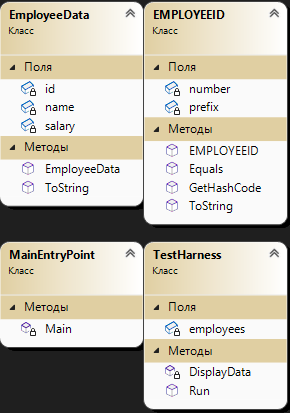 EmployeeData
Класс
Поля
id
name
salary
Методы
EmployeeData
ToString
EMPLOYEEID
Класс
Поля
number
prefix
Методы
EMPLOYEEID
Equals
GetHashCode
ToString
MainEntryPoint
Класс
Методы
Main
TestHarness
Класс
Поля
employees
Методы
DisplayData
Run